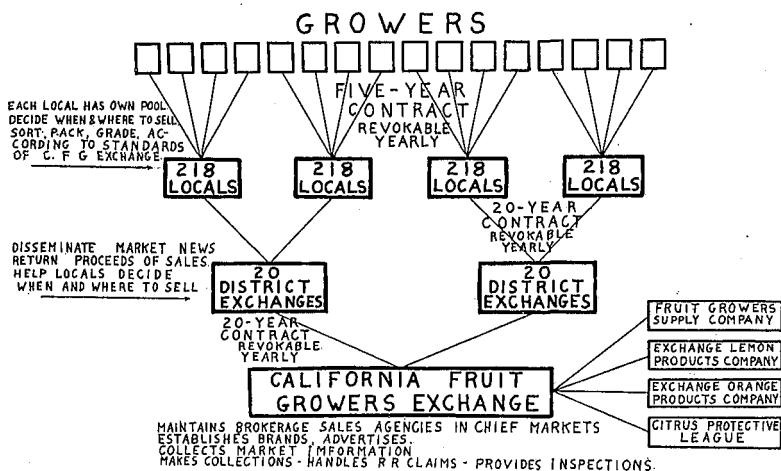 GROWERS
FIVE-YEAR
CONTRACT
REVOKABLE
YEARLY
EACH LOCAL HAS OWN POOL
DECIDE WHEN & WHERE TO SELL
SORT, PACK, GRADE, AC-
CORDING TO STANDARDS
OF C. F G EXCHANGE
218
LOCALS
218
LOCALS
218
LOCALS
218
LOCALS
20-YEAR
CONTRACT
REVOKABLE
YEARLY
DISSEMINATE MARKET NEWS
RETURN PROCEEDS OF SALES
HELP LOCALS DECIDE
WHEN AND WHERE TO SELL
20
DISTRICT
EXCHANGES
20
DISTRICT
EXCHANGES
20-YEAR
CONTRACT
REVOKABLE
YEARLY
FRUIT GROWERS
SUPPLY COMPANY
EXCHANGE LEMON
PRODUCTS COMPANY
EXCHANGE ORANGE
PRODUCTS COMPANY
CITRUS PROTECTIVE
LEAGUE
CALIFORNIA FRUIT
GROWERS EXCHANGE
MAINTAINS BROKERAGE SALES AGENCIES IN CHIEF MARKETS
ESTABLISHES BRANDS, ADVERTISES.
COLLECTS MARKET IMFORMATION
MAKES COLLECTIONS - HANDLES R R CLAIMS - PROVIDES INSPECTIONS.